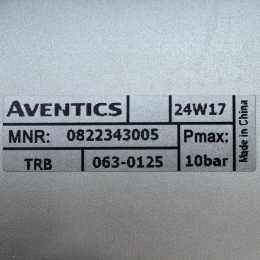 AVENTICS 24W17
MNR: 0822343005 Pmax:
TRB 063-0125 10bar
Made in China